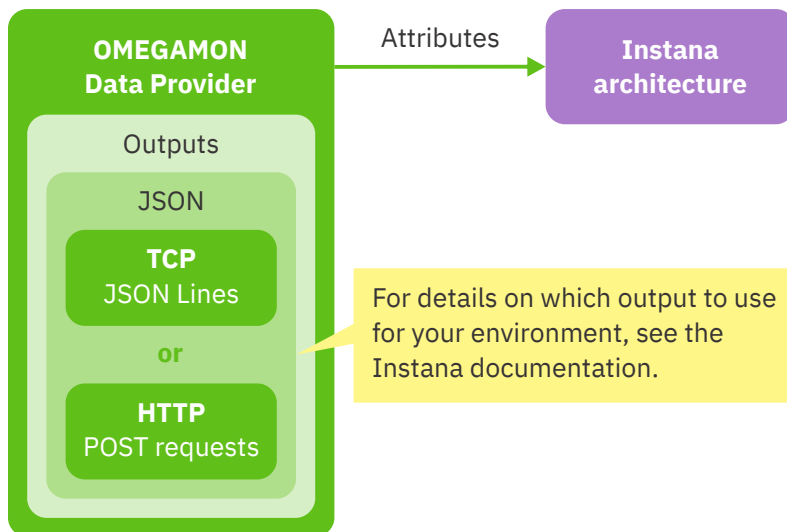 OMEGAMON
Data Provider
Attributes
Instana
architecture
Outputs
JSON
TCP
JSON Lines
or
HTTP
POST requests
For details on which output to use
for your environment, see the
Instana documentation.